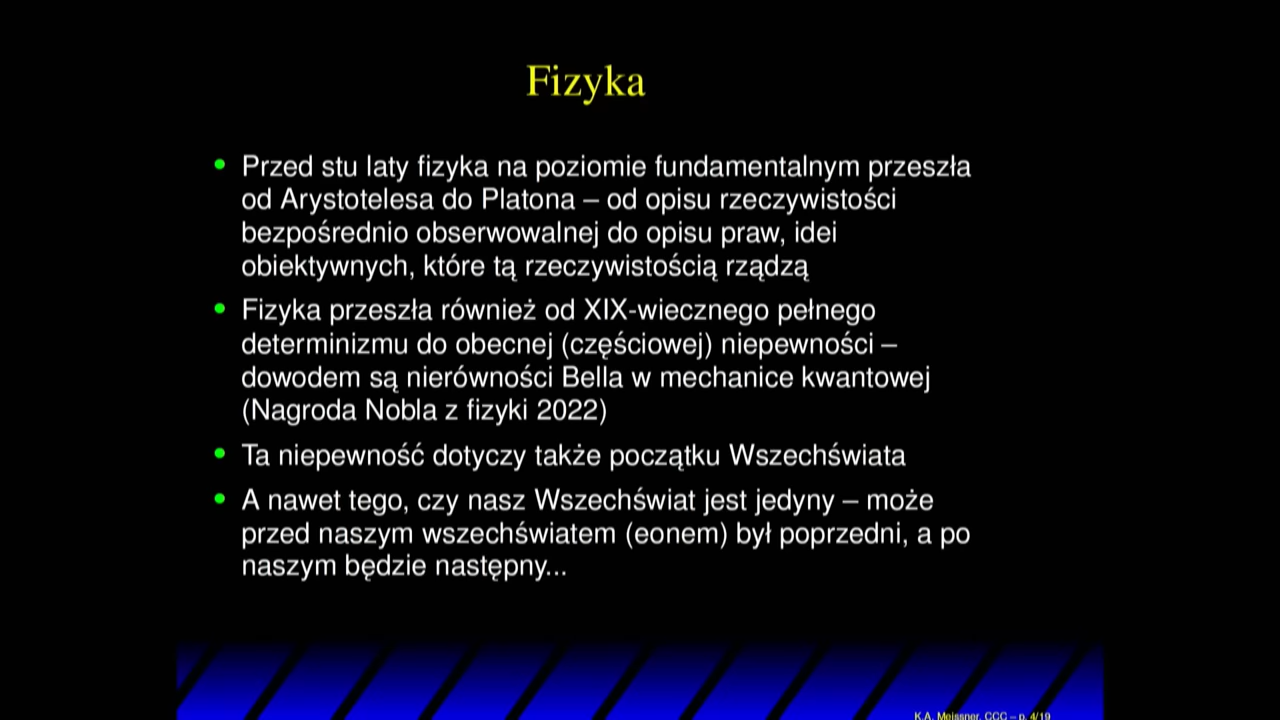 Fizyka
Przed stu laty fizyka na poziomie fundamentalnym przeszła
od Arystotelesa do Platona – od opisu rzeczywistości
bezpośrednio obserwowalnej do opisu praw, idei
obiektywnych, które tą rzeczywistością rządzą
Fizyka przeszła również od XIX-wiecznego pełnego
determinizmu do obecnej (częściowej) niepewności –
dowodem są nierówności Bella w mechanice kwantowej
(Nagroda Nobla z fizyki 2022)
Ta niepewność dotyczy także początku Wszechświata
A nawet tego, czy nasz Wszechświat jest jedyny – może
przed naszym wszechświatem (eonem) był poprzedni, a po
naszym będzie następny...
K.A. Meissner, CCC – p. 4/19